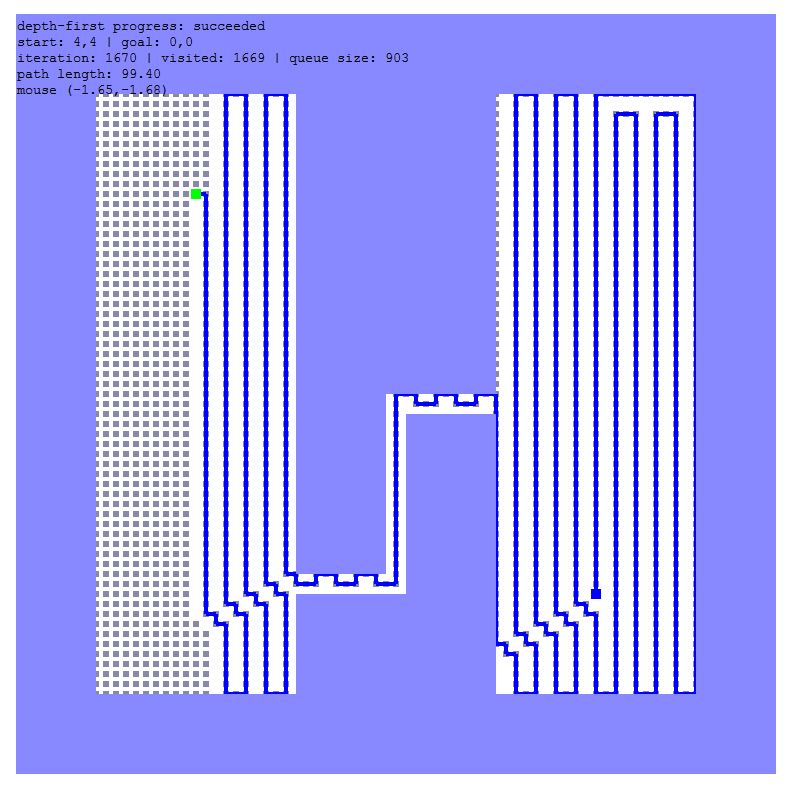 depth-first progress: succeeded
start: 4,4 | goal: 0,0
iteration: 1670 | visited: 1669 | queue size: 903
path length: 99.40
mouse (-1.65,-1.68)